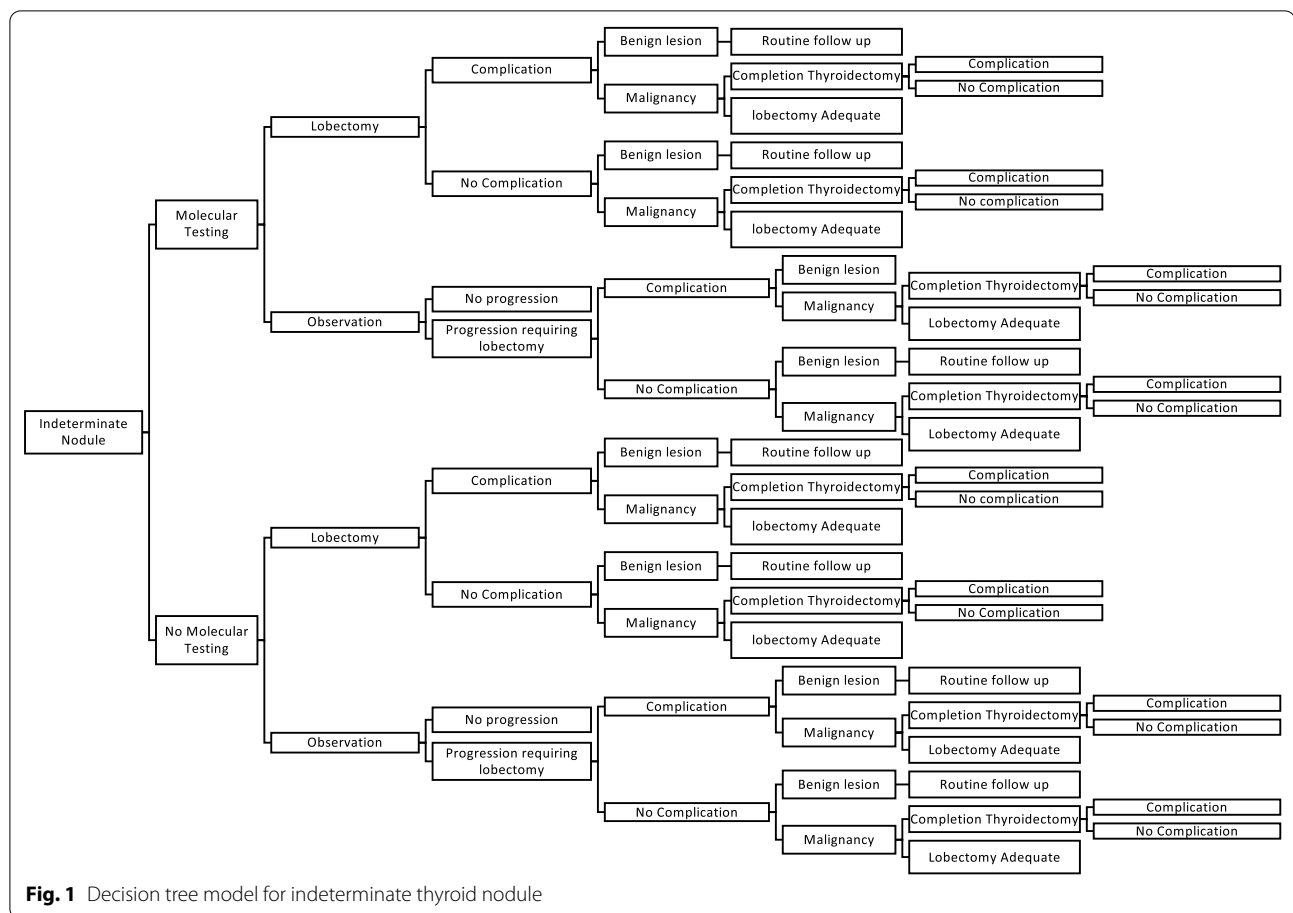 Benign lesion
Routine follow up
Complication
Complication
Completion Thyroidectomy
No Complication
Malignancy
lobectomy Adequate
Lobectomy
Benign lesion
Routine follow up
No Complication
Complication
Completion Thyroidectomy
No complication
Malignancy
lobectomy Adequate
Molecular
Testing
Benign lesion
Complication
Complication
Completion Thyroidectomy
No Complication
Malignancy
Lobectomy Adequate
No progression
Observation
Progression requiring
lobectomy
Benign lesion
Routine follow up
No Complication
Complication
Completion Thyroidectomy
No Complication
Malignancy
Lobectomy Adequate
Indeterminate
Nodule
Benign lesion
Routine follow up
Complication
Complication
Completion Thyroidectomy
No complication
Malignancy
lobectomy Adequate
Lobectomy
Benign lesion
Routine follow up
No Complication
Complication
Completion Thyroidectomy
No Complication
Malignancy
lobectomy Adequate
No Molecular
Testing
Benign lesion
Routine follow up
Complication
Complication
Completion Thyroidectomy
No Complication
Malignancy
Lobectomy Adequate
No progression
Observation
Progression requiring
lobectomy
Benign lesion
Routine follow up
No Complication
Complication
Completion Thyroidectomy
No Complication
Malignancy
Lobectomy Adequate
Fig. 1 Decision tree model for indeterminate thyroid nodule